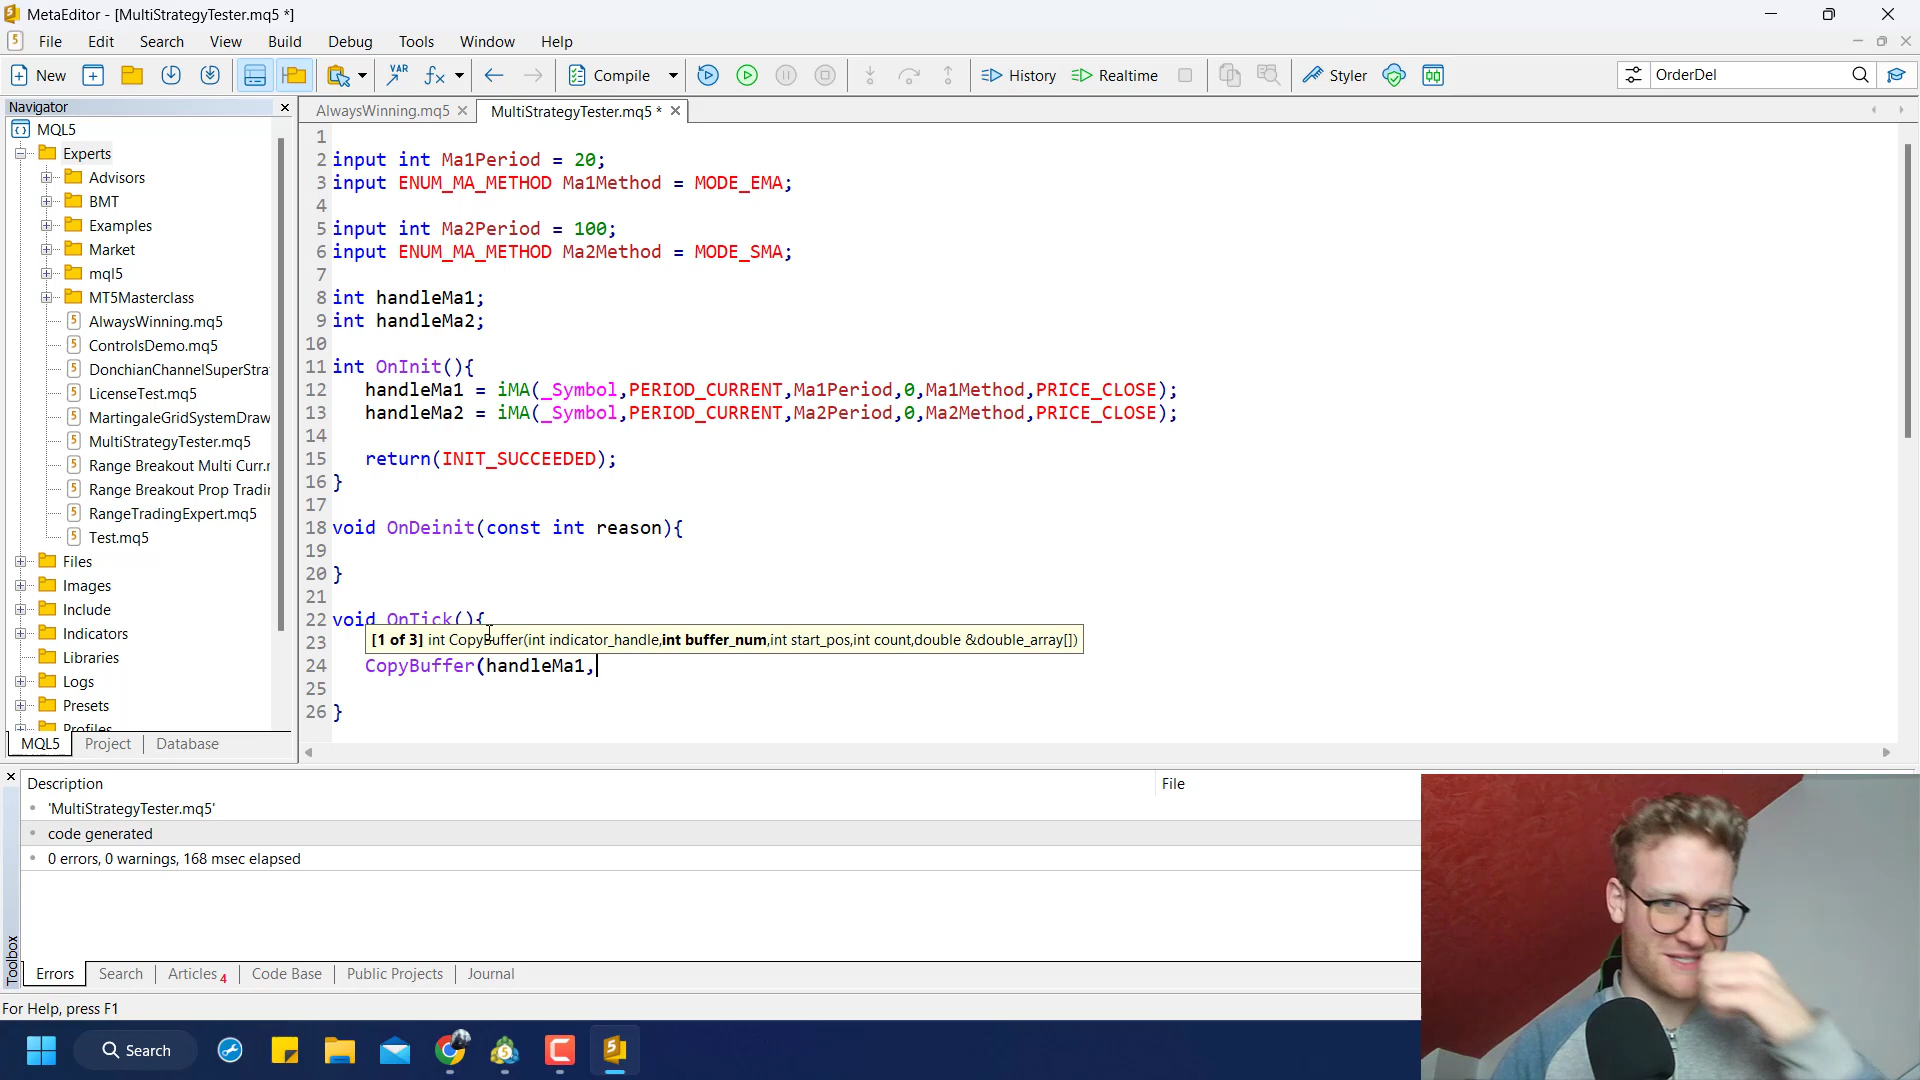 MetaEditor - [MultiStrategyTester.mq5 *]
File Edit Search View Build Debug Tools Window Help
New VAR Compile History Realtime Styler OrderDel
Navigator
AlwaysWinning.mq5 MultiStrategyTester.mq5 *
MQL5
Experts
Advisors
BMT
Examples
Market
mql5
MT5Masterclass
AlwaysWinning.mq5
ControlsDemo.mq5
DonchianChannelSuperStra
LicenseTest.mq5
MartingaleGridSystemDraw
MultiStrategyTester.mq5
Range Breakout Multi Curr.r
Range Breakout Prop Tradi
RangeTradingExpert.mq5
Test.mq5
Files
Images
Include
Indicators
Libraries
Logs
Presets
Profiles
MQL5 Project Database
1
2 input int Ma1Period = 20;
3 input ENUM_MA_METHOD Ma1Method = MODE_EMA;
4
5 input int Ma2Period = 100;
6 input ENUM_MA_METHOD Ma2Method = MODE_SMA;
7
8 int handleMa1;
9 int handleMa2;
10
11 int OnInit(){
12 handleMa1 = iMA(_Symbol,PERIOD_CURRENT,Ma1Period,0,Ma1Method,PRICE_CLOSE);
13 handleMa2 = iMA(_Symbol,PERIOD_CURRENT,Ma2Period,0,Ma2Method,PRICE_CLOSE);
14
15 return(INIT_SUCCEEDED);
16 }
17
18 void OnDeinit(const int reason){
19
20 }
21
22 void OnTick(){
23 [1 of 3] int CopyBuffer(int indicator_handle,int buffer_num,int start_pos,int count,double &double_array[])
24 CopyBuffer(handleMa1,
25
26 }
Description File
'MultiStrategyTester.mq5'
code generated
0 errors, 0 warnings, 168 msec elapsed
Toolbox
Errors Search Articles 4 Code Base Public Projects Journal
For Help, press F1
Search